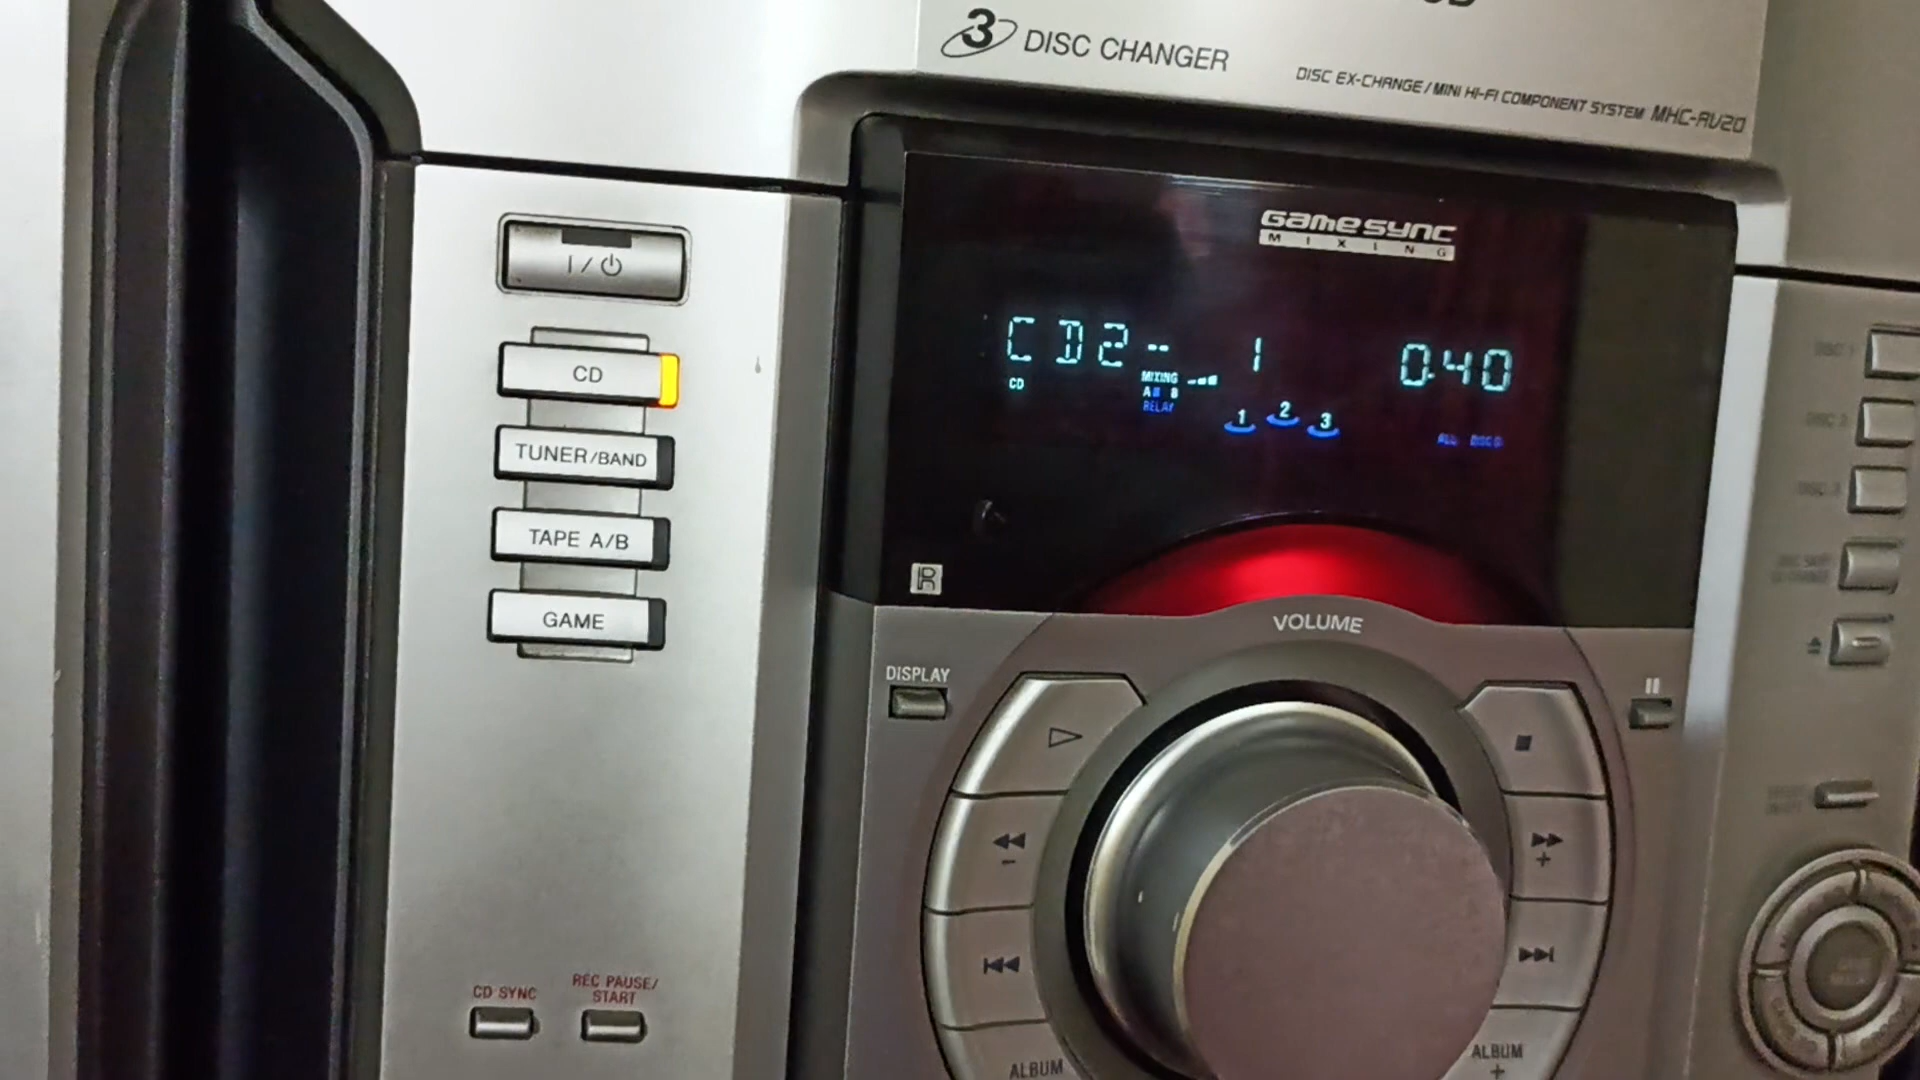 3 DISC CHANGER
DISC EX-CHANGE/MINI HI-FI COMPONENT SYSTEM MHC-RV20
GAMESYNC
MIXING
I/⏻
CD
TUNER/BAND
TAPE A/B
GAME
CD2-- 1 0.40
CD
MIXING
A B
RELAY
1 2 3
ALL DISCS
R
VOLUME
DISPLAY
CD SYNC
REC PAUSE/
START
ALBUM
ALBUM
+
DISC 1
DISC 2
DISC 3